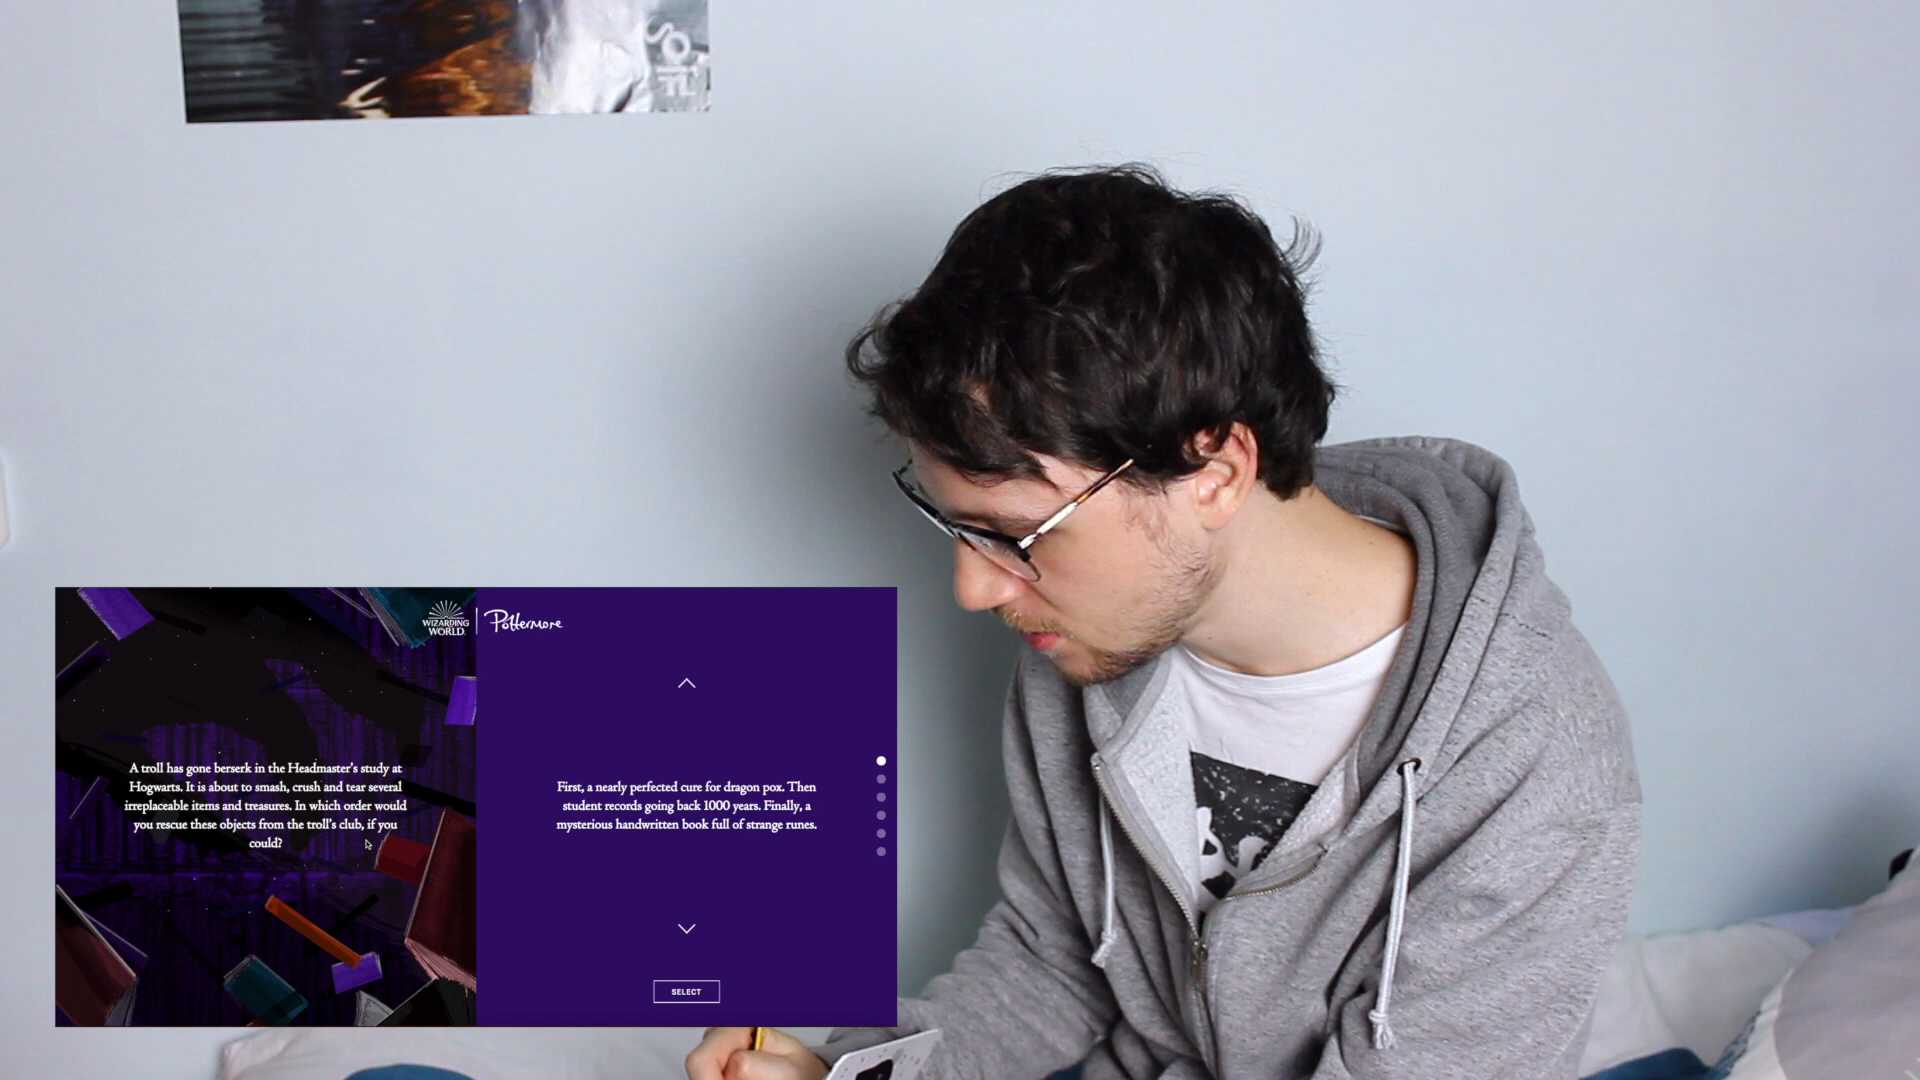 WIZARDING
WORLD
Pottermore
A troll has gone berserk in the Headmaster's study at
Hogwarts. It is about to smash, crush and tear several
irreplaceable items and treasures. In which order would
you rescue these objects from the troll's club, if you
could?
First, a nearly perfected cure for dragon pox. Then
student records going back 1000 years. Finally, a
mysterious handwritten book full of strange runes.
SELECT